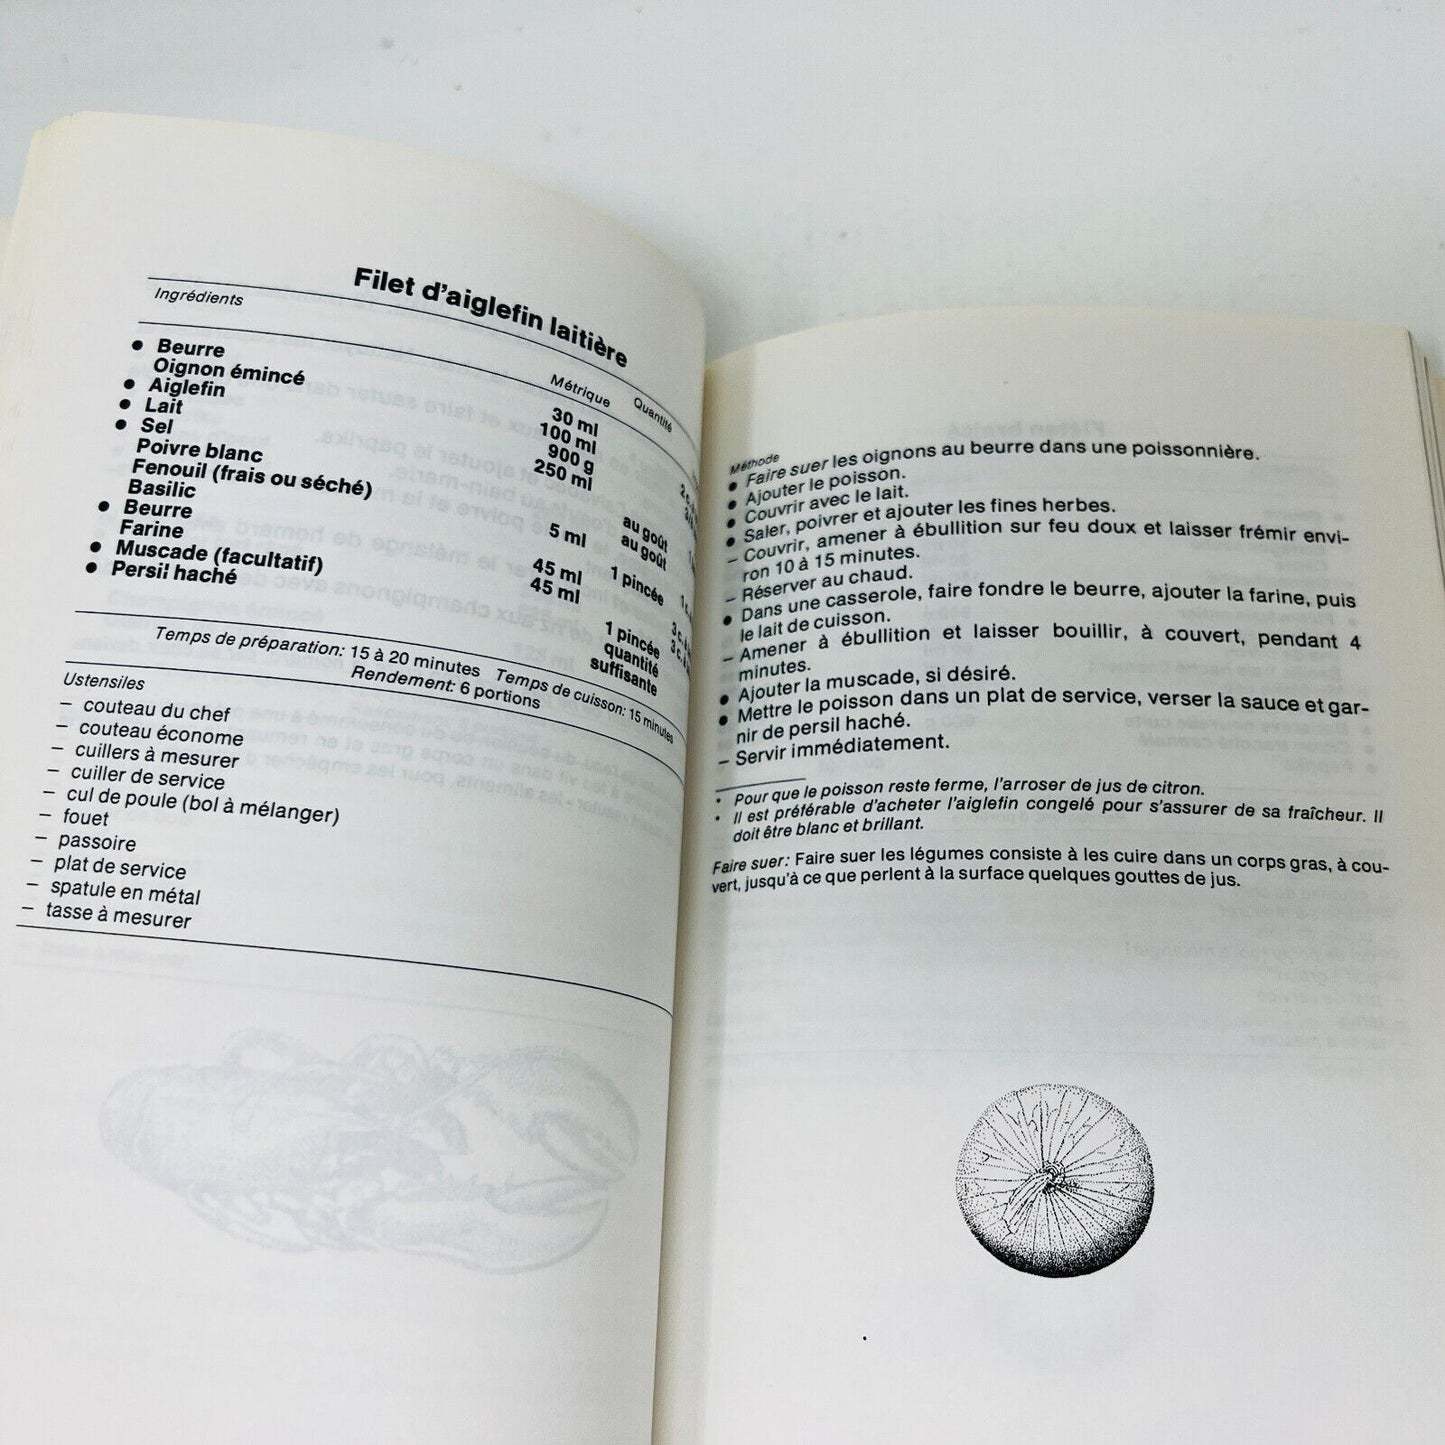 Filet d'aiglefin laitière
Ingrédients
Métrique Quantité
● Beurre 30 ml
Oignon émincé 100 ml
● Aiglefin 900 g
● Lait 250 ml
● Sel au goût
Poivre blanc au goût
Fenouil (frais ou séché) 5 ml
Basilic 1 pincée
● Beurre 45 ml
Farine 45 ml
● Muscade (facultatif) 1 pincée
● Persil haché quantité
suffisante
Temps de préparation: 15 à 20 minutes Temps de cuisson: 15 minutes
Rendement: 6 portions
Ustensiles
– couteau du chef
– couteau économe
– cuillers à mesurer
– cuiller de service
– cul de poule (bol à mélanger)
– fouet
– passoire
– plat de service
– spatule en métal
– tasse à mesurer
Méthode
● Faire suer les oignons au beurre dans une poissonnière.
● Ajouter le poisson.
● Couvrir avec le lait.
● Saler, poivrer et ajouter les fines herbes.
– Couvrir, amener à ébullition sur feu doux et laisser frémir envi-
ron 10 à 15 minutes.
– Réserver au chaud.
● Dans une casserole, faire fondre le beurre, ajouter la farine, puis
le lait de cuisson.
– Amener à ébullition et laisser bouillir, à couvert, pendant 4
minutes.
● Ajouter la muscade, si désiré.
● Mettre le poisson dans un plat de service, verser la sauce et gar-
nir de persil haché.
– Servir immédiatement.
* Pour que le poisson reste ferme, l'arroser de jus de citron.
* Il est préférable d'acheter l'aiglefin congelé pour s'assurer de sa fraîcheur. Il
doit être blanc et brillant.
Faire suer: Faire suer les légumes consiste à les cuire dans un corps gras, à cou-
vert, jusqu'à ce que perlent à la surface quelques gouttes de jus.